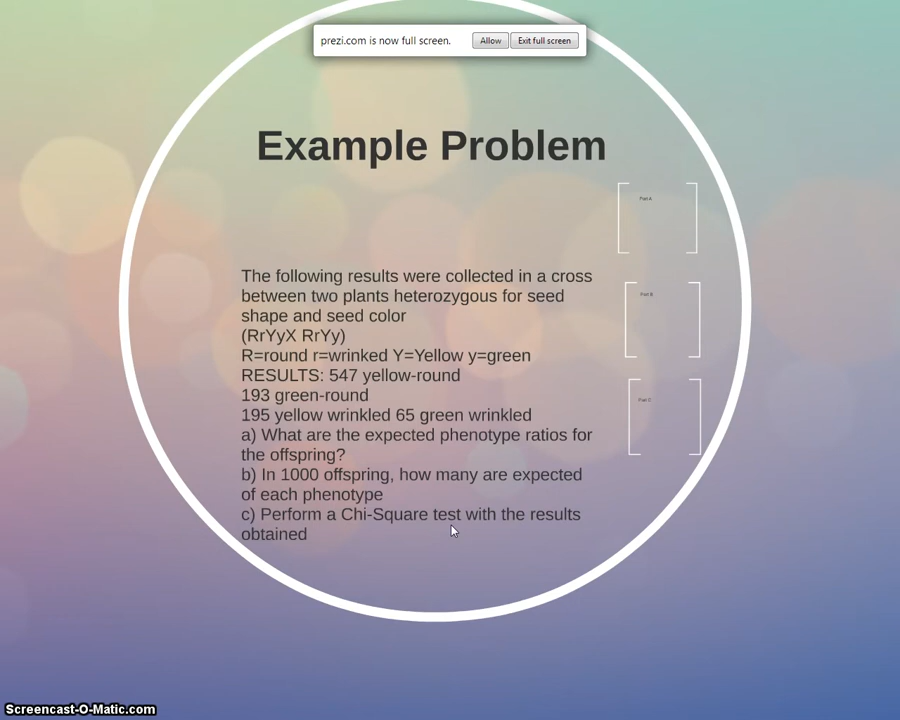 prezi.com is now full screen. Allow Exit full screen
Example Problem
Part A
Part B
Part C
The following results were collected in a cross
between two plants heterozygous for seed
shape and seed color
(RrYyX RrYy)
R=round r=wrinked Y=Yellow y=green
RESULTS: 547 yellow-round
193 green-round
195 yellow wrinkled 65 green wrinkled
a) What are the expected phenotype ratios for
the offspring?
b) In 1000 offspring, how many are expected
of each phenotype
c) Perform a Chi-Square test with the results
obtained
Screencast-O-Matic.com